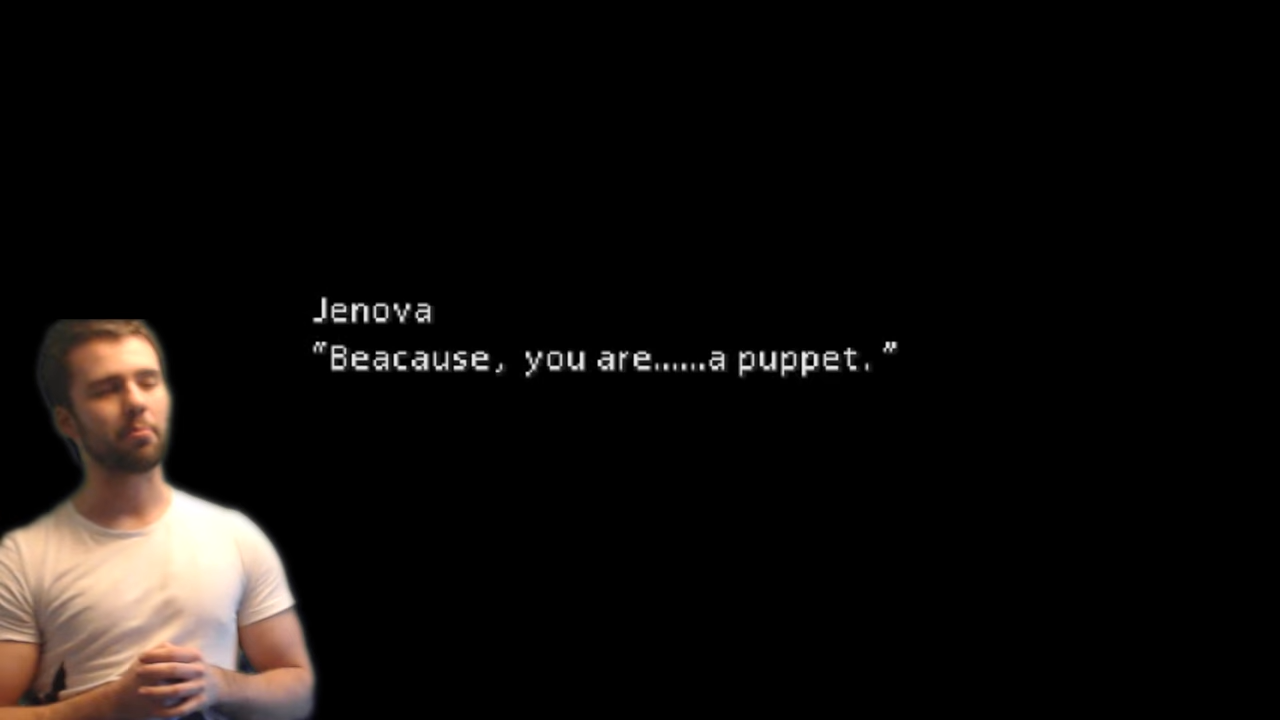 Jenova
“Beacause, you are......a puppet. ”